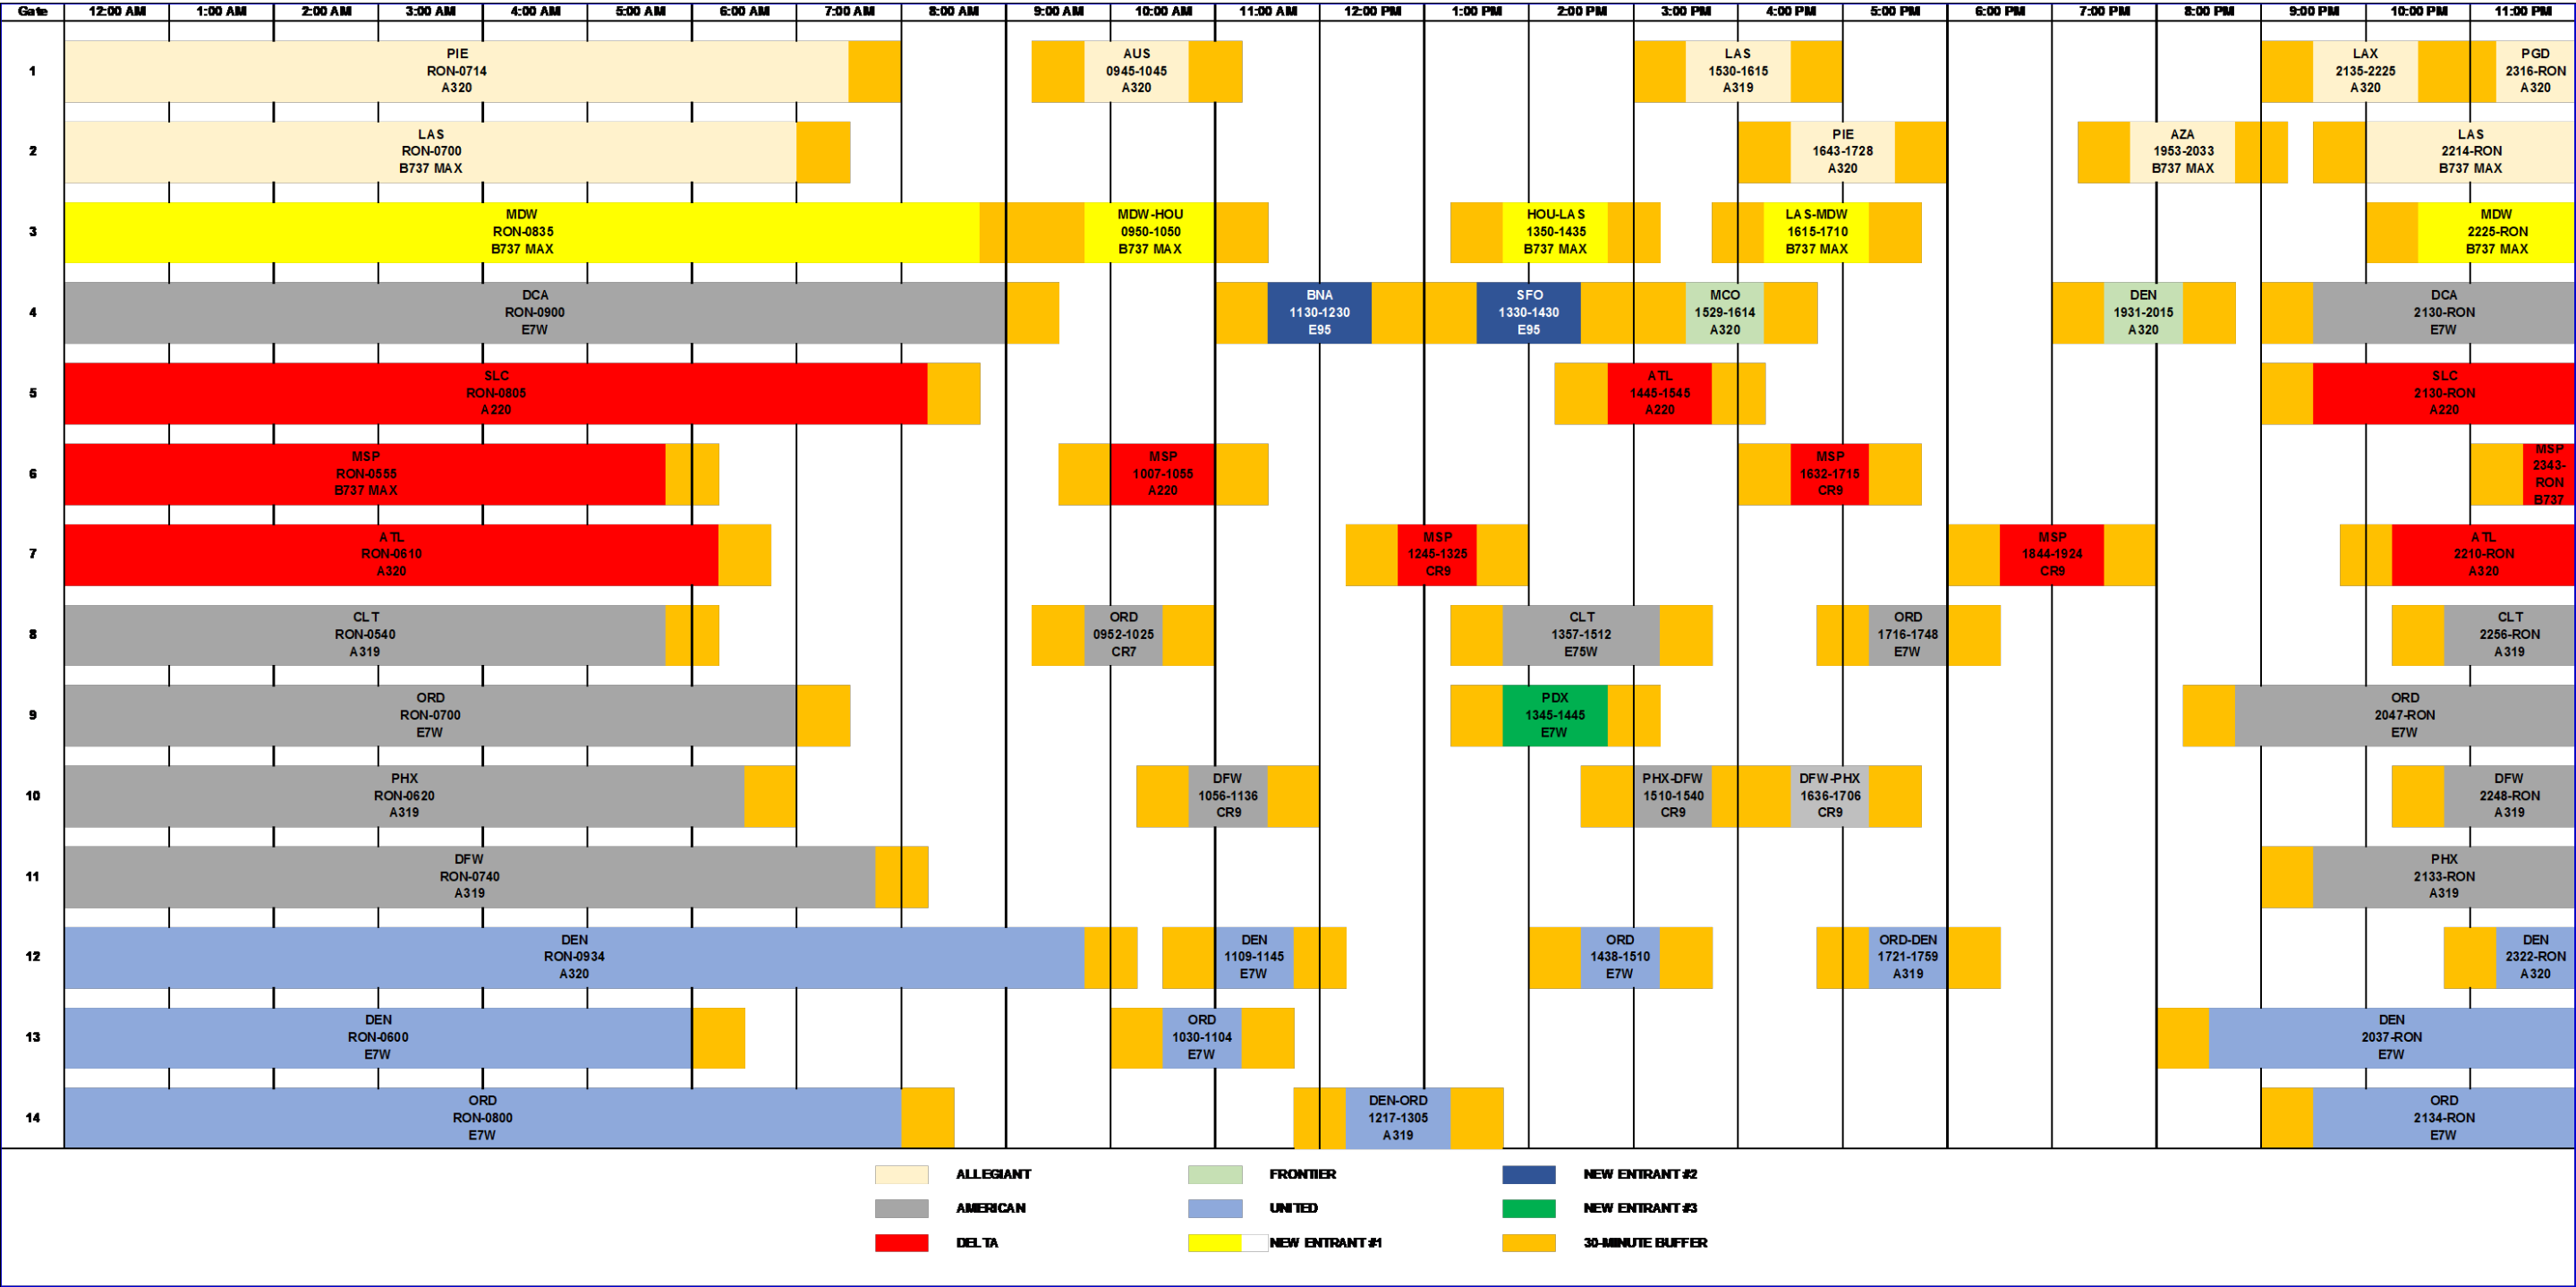 Gate 12:00 AM 1:00 AM 2:00 AM 3:00 AM 4:00 AM 5:00 AM 6:00 AM 7:00 AM 8:00 AM 9:00 AM 10:00 AM 11:00 AM 12:00 PM 1:00 PM 2:00 PM 3:00 PM 4:00 PM 5:00 PM 6:00 PM 7:00 PM 8:00 PM 9:00 PM 10:00 PM 11:00 PM
PIE AUS LAS LAX PGD
1 RON-0714 0945-1045 1530-1615 2135-2225 2316-RON
A320 A320 A319 A320 A320
LAS PIE AZA LAS
2 RON-0700 1643-1728 1953-2033 2214-RON
B737 MAX A320 B737 MAX B737 MAX
MDW MDW-HOU HOU-LAS LAS-MDW MDW
3 RON-0835 0950-1050 1350-1435 1615-1710 2225-RON
B737 MAX B737 MAX B737 MAX B737 MAX B737 MAX
DCA BNA SFO MCO DEN DCA
4 RON-0900 1130-1230 1330-1430 1529-1614 1931-2015 2130-RON
E7W E95 E95 A320 A320 E7W
SLC ATL SLC
5 RON-0805 1445-1545 2130-RON
A220 A220 A220
MSP MSP MSP MSP
6 RON-0555 1007-1055 1632-1715 2343-
RON
B737 MAX A220 CR9 B737
ATL MSP MSP ATL
7 RON-0610 1245-1325 1844-1924 2210-RON
A320 CR9 CR9 A320
CLT ORD CLT ORD CLT
8 RON-0540 0952-1025 1357-1512 1716-1748 2256-RON
A319 CR7 E75W E7W A319
ORD PDX ORD
9 RON-0700 1345-1445 2047-RON
E7W E7W E7W
PHX DFW PHX-DFW DFW-PHX DFW
10 RON-0620 1056-1136 1510-1540 1636-1706 2248-RON
A319 CR9 CR9 CR9 A319
DFW PHX
11 RON-0740 2133-RON
A319 A319
DEN DEN ORD ORD-DEN DEN
12 RON-0934 1109-1145 1438-1510 1721-1759 2322-RON
A320 E7W E7W A319 A320
DEN ORD DEN
13 RON-0600 1030-1104 2037-RON
E7W E7W E7W
ORD DEN-ORD ORD
14 RON-0800 1217-1305 2134-RON
E7W A319 E7W
ALLEGIANT FRONTIER NEW ENTRANT #2
AMERICAN UNITED NEW ENTRANT #3
DELTA NEW ENTRANT #1 30-MINUTE BUFFER